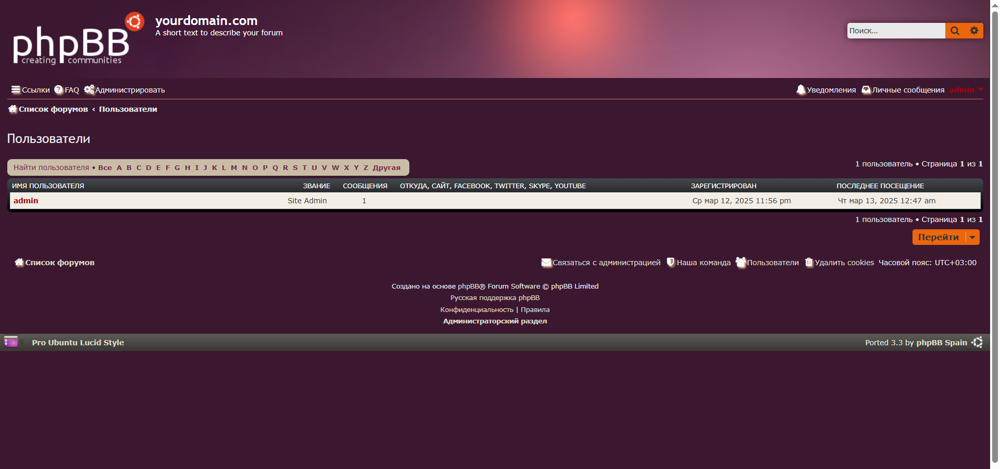 phpBB
creating communities
yourdomain.com
A short text to describe your forum
Поиск…
Ссылки FAQ Администрировать
Уведомления Личные сообщения admin
Список форумов ‹ Пользователи
Пользователи
Найти пользователя • Все A B C D E F G H I J K L M N O P Q R S T U V W X Y Z Другая
1 пользователь • Страница 1 из 1
ИМЯ ПОЛЬЗОВАТЕЛЯ ЗВАНИЕ СООБЩЕНИЯ ОТКУДА, САЙТ, FACEBOOK, TWITTER, SKYPE, YOUTUBE ЗАРЕГИСТРИРОВАН ПОСЛЕДНЕЕ ПОСЕЩЕНИЕ
admin Site Admin 1 Ср мар 12, 2025 11:56 pm Чт мар 13, 2025 12:47 am
1 пользователь • Страница 1 из 1
Перейти
Список форумов
Связаться с администрацией Наша команда Пользователи Удалить cookies Часовой пояс: UTC+03:00
Создано на основе phpBB® Forum Software © phpBB Limited
Русская поддержка phpBB
Конфиденциальность | Правила
Администраторский раздел
Pro Ubuntu Lucid Style
Ported 3.3 by phpBB Spain